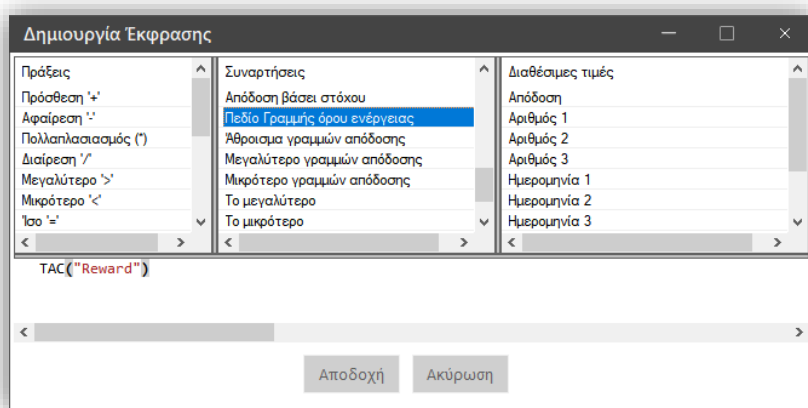 Δημιουργία Έκφρασης
Πράξεις
Πρόσθεση '+'
Αφαίρεση '-'
Πολλαπλασιασμός (*)
Διαίρεση '/'
Μεγαλύτερο '>'
Μικρότερο '<'
Ίσο '='
Συναρτήσεις
Απόδοση βάσει στόχου
Πεδίο Γραμμής όρου ενέργειας
Άθροισμα γραμμών απόδοσης
Μεγαλύτερο γραμμών απόδοσης
Μικρότερο γραμμών απόδοσης
Το μεγαλύτερο
Το μικρότερο
Διαθέσιμες τιμές
Απόδοση
Αριθμός 1
Αριθμός 2
Αριθμός 3
Ημερομηνία 1
Ημερομηνία 2
Ημερομηνία 3
TAC("Reward")
Αποδοχή
Ακύρωση